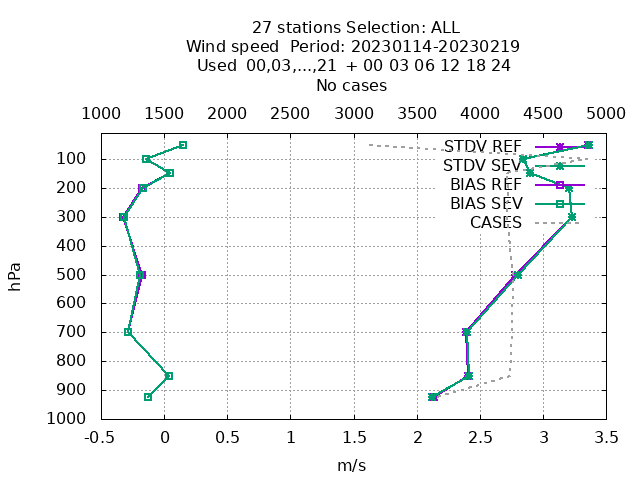 27 stations Selection: ALL
Wind speed  Period: 20230114-20230219
Used  00,03,...,21  + 00 03 06 12 18 24
No cases
1000 1500 2000 2500 3000 3500 4000 4500 5000
STDV REF
STDV SEV
BIAS REF
BIAS SEV
CASES
100
200
300
400
500
600
700
800
900
1000
hPa
-0.5 0 0.5 1 1.5 2 2.5 3 3.5
m/s